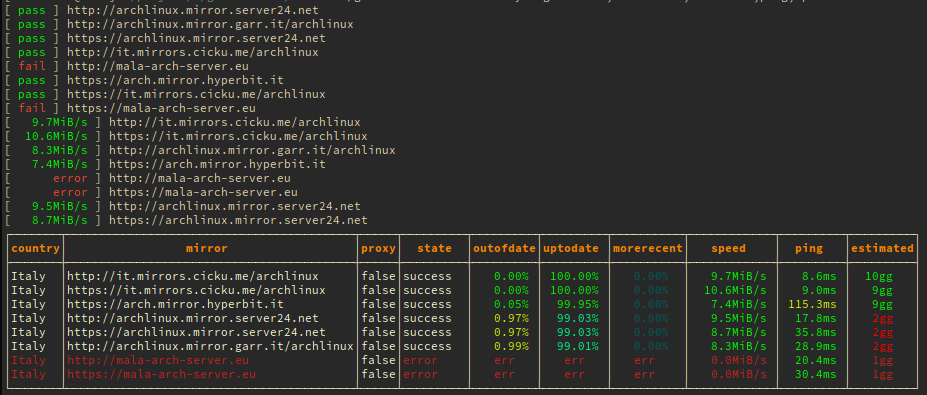 [ pass ] http://archlinux.mirror.server24.net
[ pass ] http://archlinux.mirror.garr.it/archlinux
[ pass ] https://archlinux.mirror.server24.net
[ pass ] http://it.mirrors.cicku.me/archlinux
[ fail ] http://mala-arch-server.eu
[ pass ] https://arch.mirror.hyperbit.it
[ pass ] https://it.mirrors.cicku.me/archlinux
[ fail ] https://mala-arch-server.eu
[ 9.7MiB/s ] http://it.mirrors.cicku.me/archlinux
[ 10.6MiB/s ] https://it.mirrors.cicku.me/archlinux
[ 8.3MiB/s ] http://archlinux.mirror.garr.it/archlinux
[ 7.4MiB/s ] https://arch.mirror.hyperbit.it
[ error ] http://mala-arch-server.eu
[ error ] https://mala-arch-server.eu
[ 9.5MiB/s ] http://archlinux.mirror.server24.net
[ 8.7MiB/s ] https://archlinux.mirror.server24.net
country mirror proxy state outofdate uptodate morerecent speed ping estimated
Italy http://it.mirrors.cicku.me/archlinux false success 0.00% 100.00% 0.00% 9.7MiB/s 8.6ms 10gg
Italy https://it.mirrors.cicku.me/archlinux false success 0.00% 100.00% 0.00% 10.6MiB/s 9.0ms 9gg
Italy https://arch.mirror.hyperbit.it false success 0.05% 99.95% 0.00% 7.4MiB/s 115.3ms 9gg
Italy http://archlinux.mirror.server24.net false success 0.97% 99.03% 0.00% 9.5MiB/s 17.8ms 2gg
Italy https://archlinux.mirror.server24.net false success 0.97% 99.03% 0.00% 8.7MiB/s 35.8ms 2gg
Italy http://archlinux.mirror.garr.it/archlinux false success 0.99% 99.01% 0.00% 8.3MiB/s 28.9ms 2gg
Italy http://mala-arch-server.eu false error err err err 0.0MiB/s 20.4ms 1gg
Italy https://mala-arch-server.eu false error err err err 0.0MiB/s 30.4ms 1gg